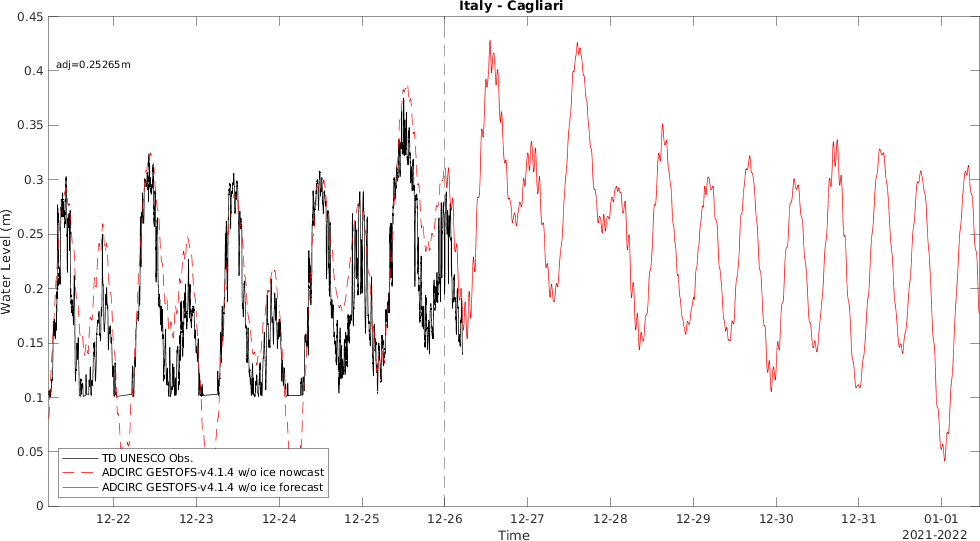 Italy - Cagliari
0.45
0.4
0.35
0.3
0.25
0.2
0.15
0.1
0.05
0
Water Level (m)
adj=0.25265m
TD UNESCO Obs.
ADCIRC GESTOFS-v4.1.4 w/o ice nowcast
ADCIRC GESTOFS-v4.1.4 w/o ice forecast
12-22 12-23 12-24 12-25 12-26 12-27 12-28 12-29 12-30 12-31 01-01
Time
2021-2022